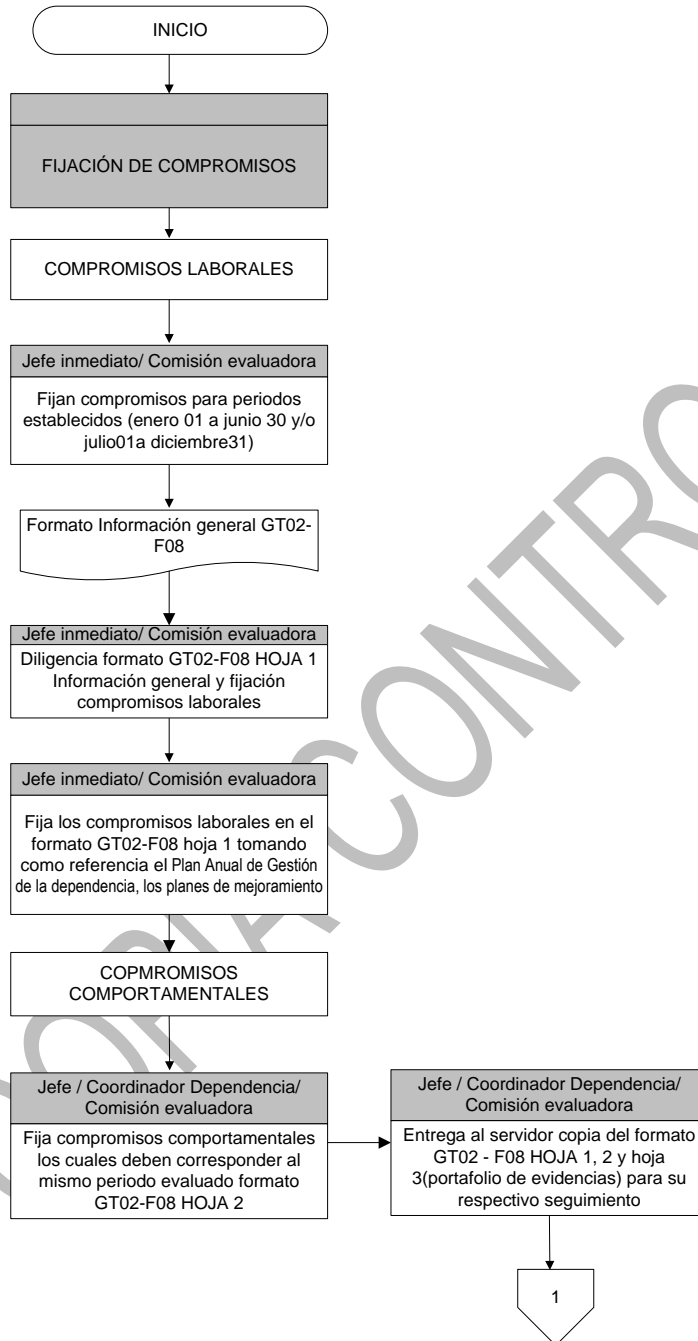 INICIO
FIJACIÓN DE COMPROMISOS
COMPROMISOS LABORALES
Jefe inmediato/ Comisión evaluadora
Fijan compromisos para periodos
establecidos (enero 01 a junio 30 y/o
julio01a diciembre31)
Formato Información general GT02-
F08
Jefe inmediato/ Comisión evaluadora
Diligencia formato GT02-F08 HOJA 1
Información general y fijación
compromisos laborales
Jefe inmediato/ Comisión evaluadora
Fija los compromisos laborales en el
formato GT02-F08 hoja 1 tomando
como referencia el Plan Anual de Gestión
de la dependencia, los planes de mejoramiento
COPMROMISOS
COMPORTAMENTALES
Jefe / Coordinador Dependencia/
Comisión evaluadora
Fija compromisos comportamentales
los cuales deben corresponder al
mismo periodo evaluado formato
GT02-F08 HOJA 2
Jefe / Coordinador Dependencia/
Comisión evaluadora
Entrega al servidor copia del formato
GT02 - F08 HOJA 1, 2 y hoja
3(portafolio de evidencias) para su
respectivo seguimiento
1
COPIA CONTRO